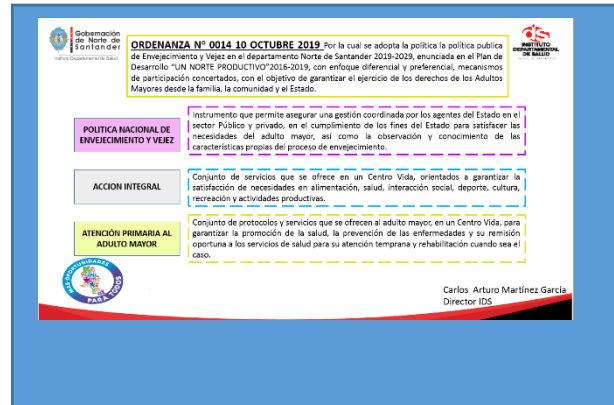 Gobernación
de Norte de
Santander
Instituto Departamental de Salud
ORDENANZA N° 0014 10 OCTUBRE 2019 Por la cual se adopta la política la política publica
de Envejecimiento y Vejez en el departamento Norte de Santander 2019-2029, enunciada en el Plan de
Desarrollo "UN NORTE PRODUCTIVO"2016-2019, con enfoque diferencial y preferencial, mecanismos
de participación concertados, con el objetivo de garantizar el ejercicio de los derechos de los Adultos
Mayores desde la familia, la comunidad y el Estado.
ids
INSTITUTO
DEPARTAMENTAL
DE SALUD
POLITICA NACIONAL DE
ENVEJECIMIENTO Y VEJEZ
Instrumento que permite asegurar una gestión coordinada por los agentes del Estado en el
sector Público y privado, en el cumplimiento de los fines del Estado para satisfacer las
necesidades del adulto mayor, así como la observación y conocimiento de las
características propias del proceso de envejecimiento.
ACCION INTEGRAL
Conjunto de servicios que se ofrece en un Centro Vida, orientados a garantizar la
satisfacción de necesidades en alimentación, salud, interacción social, deporte, cultura,
recreación y actividades productivas.
ATENCIÓN PRIMARIA AL
ADULTO MAYOR
Conjunto de protocolos y servicios que se ofrecen al adulto mayor, en un Centro Vida, para
garantizar la promoción de la salud, la prevención de las enfermedades y su remisión
oportuna a los servicios de salud para su atención temprana y rehabilitación cuando sea el
caso.
MÁS OPORTUNIDADES
PARA TODOS
Carlos Arturo Martínez García
Director IDS